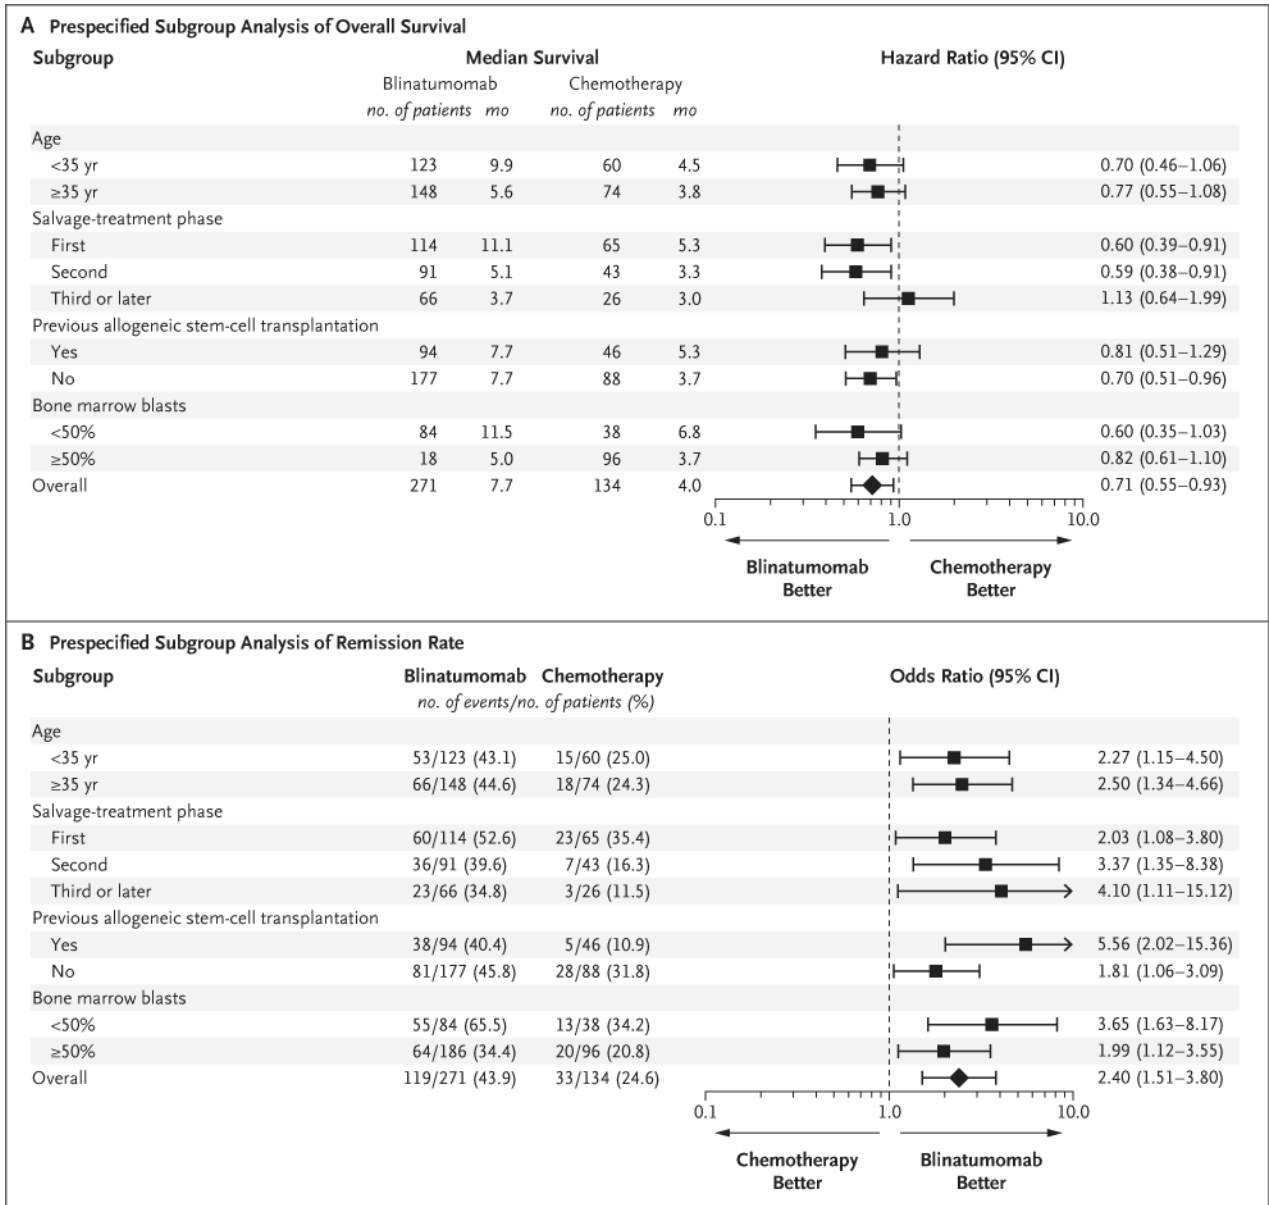 A Prespecified Subgroup Analysis of Overall Survival
Subgroup Median Survival Hazard Ratio (95% CI)
Blinatumomab Chemotherapy
no. of patients mo no. of patients mo
Age
<35 yr 123 9.9 60 4.5 0.70 (0.46–1.06)
≥35 yr 148 5.6 74 3.8 0.77 (0.55–1.08)
Salvage-treatment phase
First 114 11.1 65 5.3 0.60 (0.39–0.91)
Second 91 5.1 43 3.3 0.59 (0.38–0.91)
Third or later 66 3.7 26 3.0 1.13 (0.64–1.99)
Previous allogeneic stem-cell transplantation
Yes 94 7.7 46 5.3 0.81 (0.51–1.29)
No 177 7.7 88 3.7 0.70 (0.51–0.96)
Bone marrow blasts
<50% 84 11.5 38 6.8 0.60 (0.35–1.03)
≥50% 18 5.0 96 3.7 0.82 (0.61–1.10)
Overall 271 7.7 134 4.0 0.71 (0.55–0.93)
0.1 1.0 10.0
Blinatumomab Chemotherapy
Better Better
B Prespecified Subgroup Analysis of Remission Rate
Subgroup Blinatumomab Chemotherapy Odds Ratio (95% CI)
no. of events/no. of patients (%)
Age
<35 yr 53/123 (43.1) 15/60 (25.0) 2.27 (1.15–4.50)
≥35 yr 66/148 (44.6) 18/74 (24.3) 2.50 (1.34–4.66)
Salvage-treatment phase
First 60/114 (52.6) 23/65 (35.4) 2.03 (1.08–3.80)
Second 36/91 (39.6) 7/43 (16.3) 3.37 (1.35–8.38)
Third or later 23/66 (34.8) 3/26 (11.5) 4.10 (1.11–15.12)
Previous allogeneic stem-cell transplantation
Yes 38/94 (40.4) 5/46 (10.9) 5.56 (2.02–15.36)
No 81/177 (45.8) 28/88 (31.8) 1.81 (1.06–3.09)
Bone marrow blasts
<50% 55/84 (65.5) 13/38 (34.2) 3.65 (1.63–8.17)
≥50% 64/186 (34.4) 20/96 (20.8) 1.99 (1.12–3.55)
Overall 119/271 (43.9) 33/134 (24.6) 2.40 (1.51–3.80)
0.1 1.0 10.0
Chemotherapy Blinatumomab
Better Better